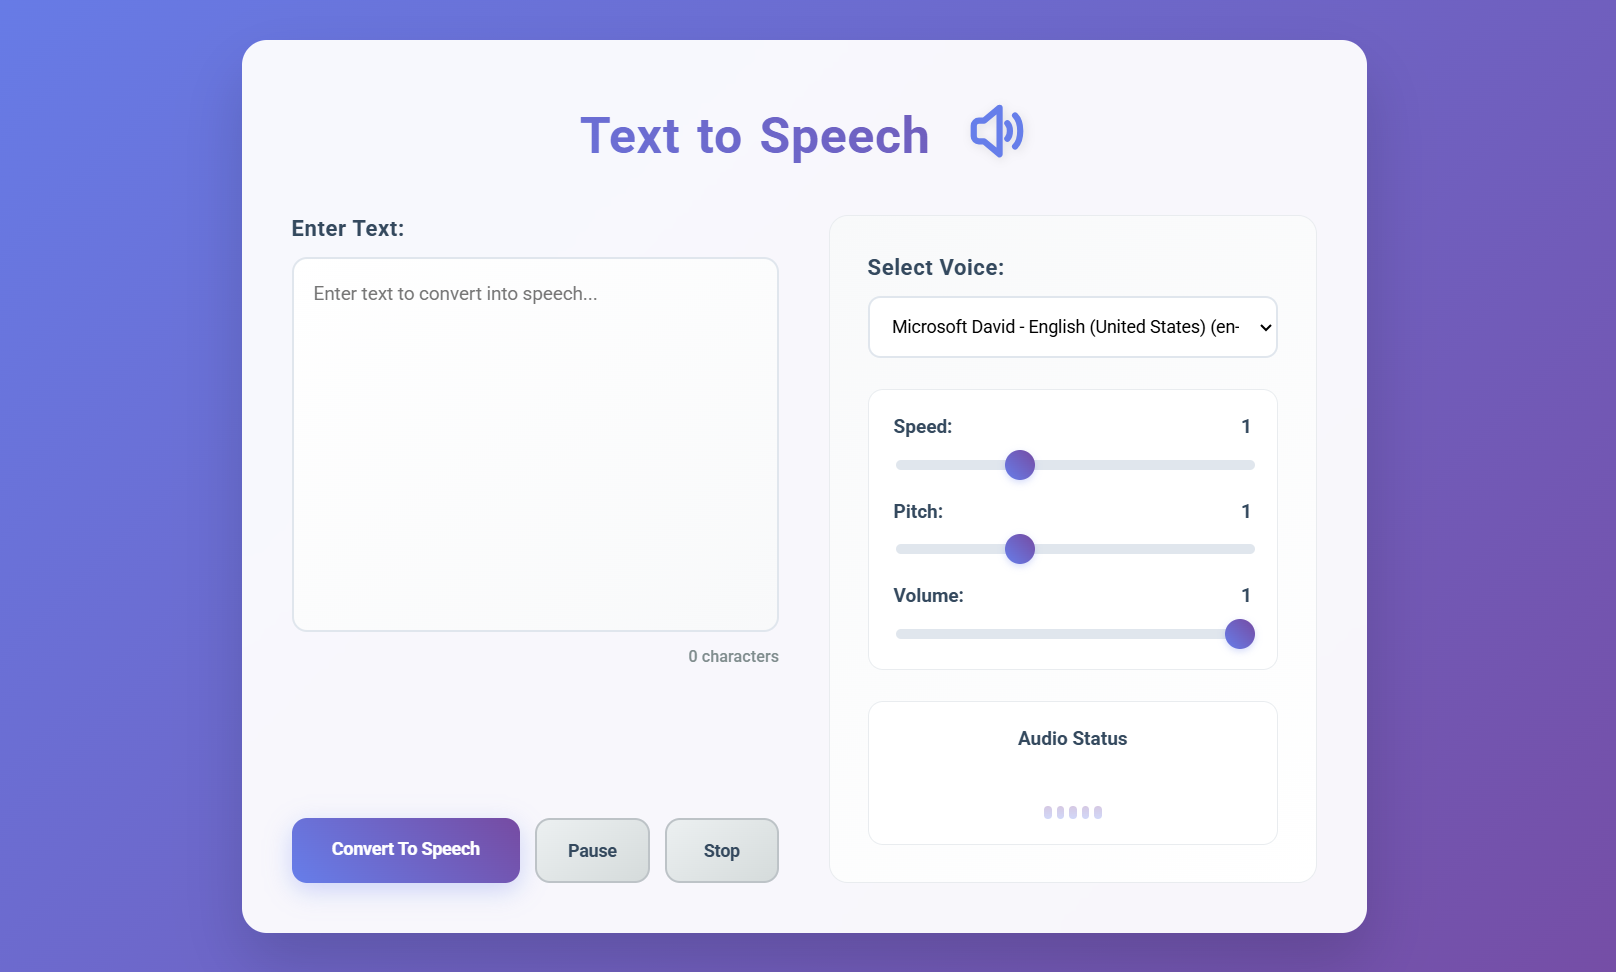 Text to Speech
Enter Text:
Enter text to convert into speech...
0 characters
Convert To Speech
Pause
Stop
Select Voice:
Microsoft David - English (United States) (en-
Speed: 1
Pitch: 1
Volume: 1
Audio Status